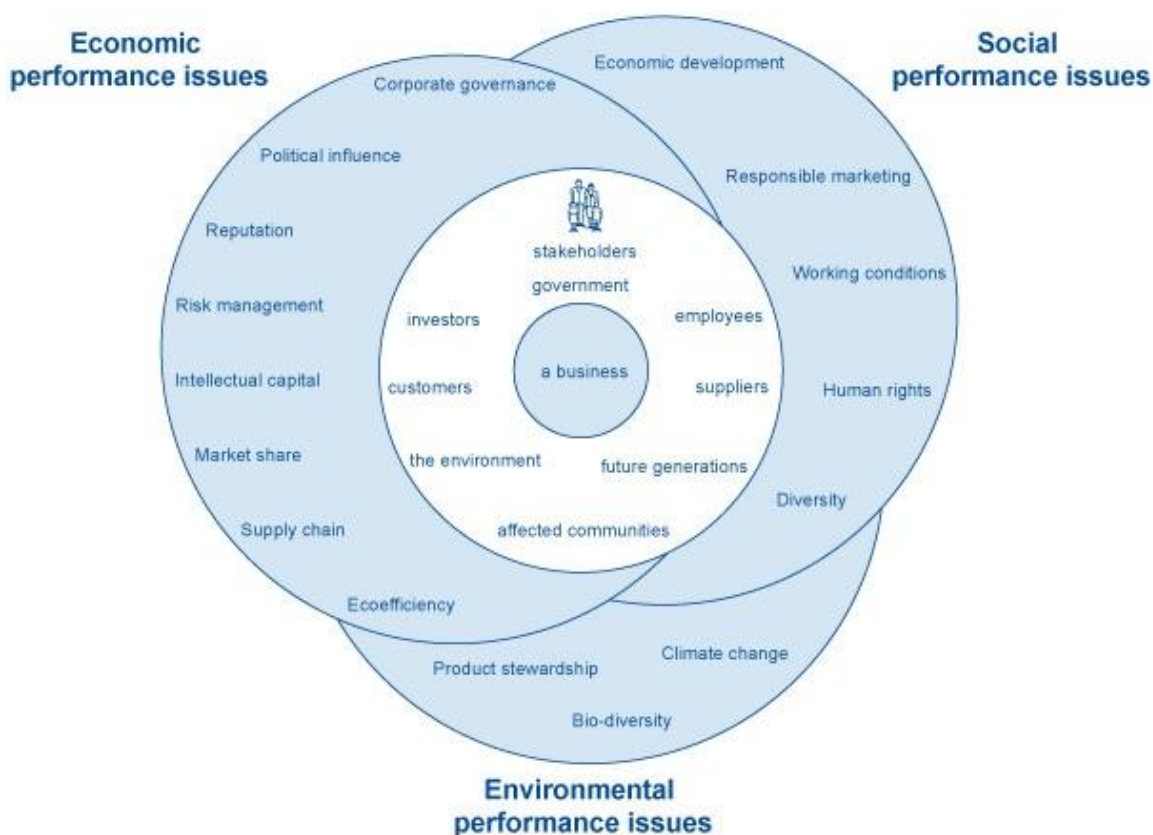 Economic
performance issues
Social
performance issues
Economic development
Corporate governance
Political influence
Responsible marketing
Reputation
stakeholders
Working conditions
government
Risk management
investors
employees
a business
Intellectual capital
customers
suppliers
Human rights
Market share
the environment
future generations
Diversity
Supply chain
affected communities
Ecoefficiency
Climate change
Product stewardship
Bio-diversity
Environmental
performance issues